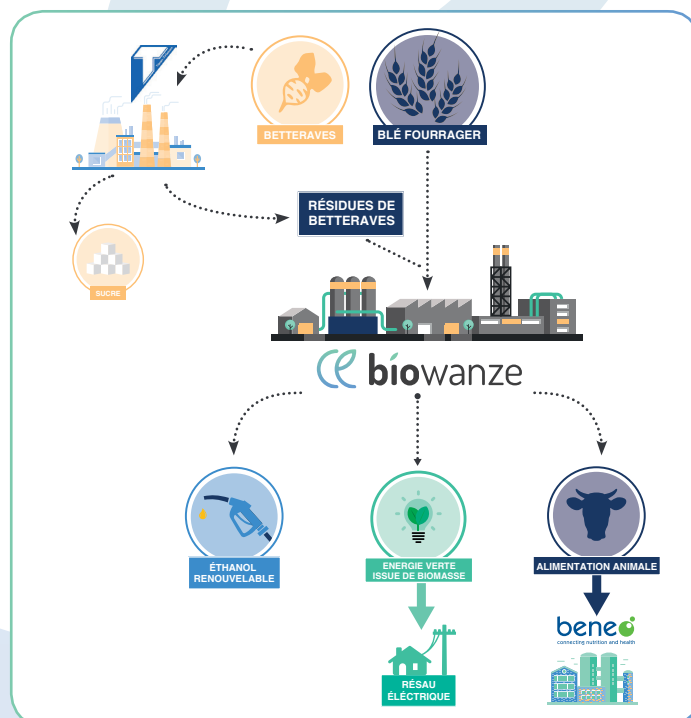 T
BETTERAVES
BLÉ FOURRAGER
RÉSIDUES DE
BETTERAVES
SUCRE
biowanze
ÉTHANOL
RENOUVELABLE
ENERGIE VERTE
ISSUE DE BIOMASSE
ALIMENTATION ANIMALE
beneo
connecting nutrition and health
RÉSAU
ÉLÉCTRIQUE